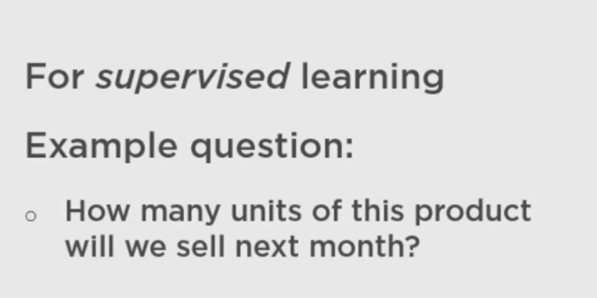 For supervised learning
Example question:
How many units of this product
will we sell next month?